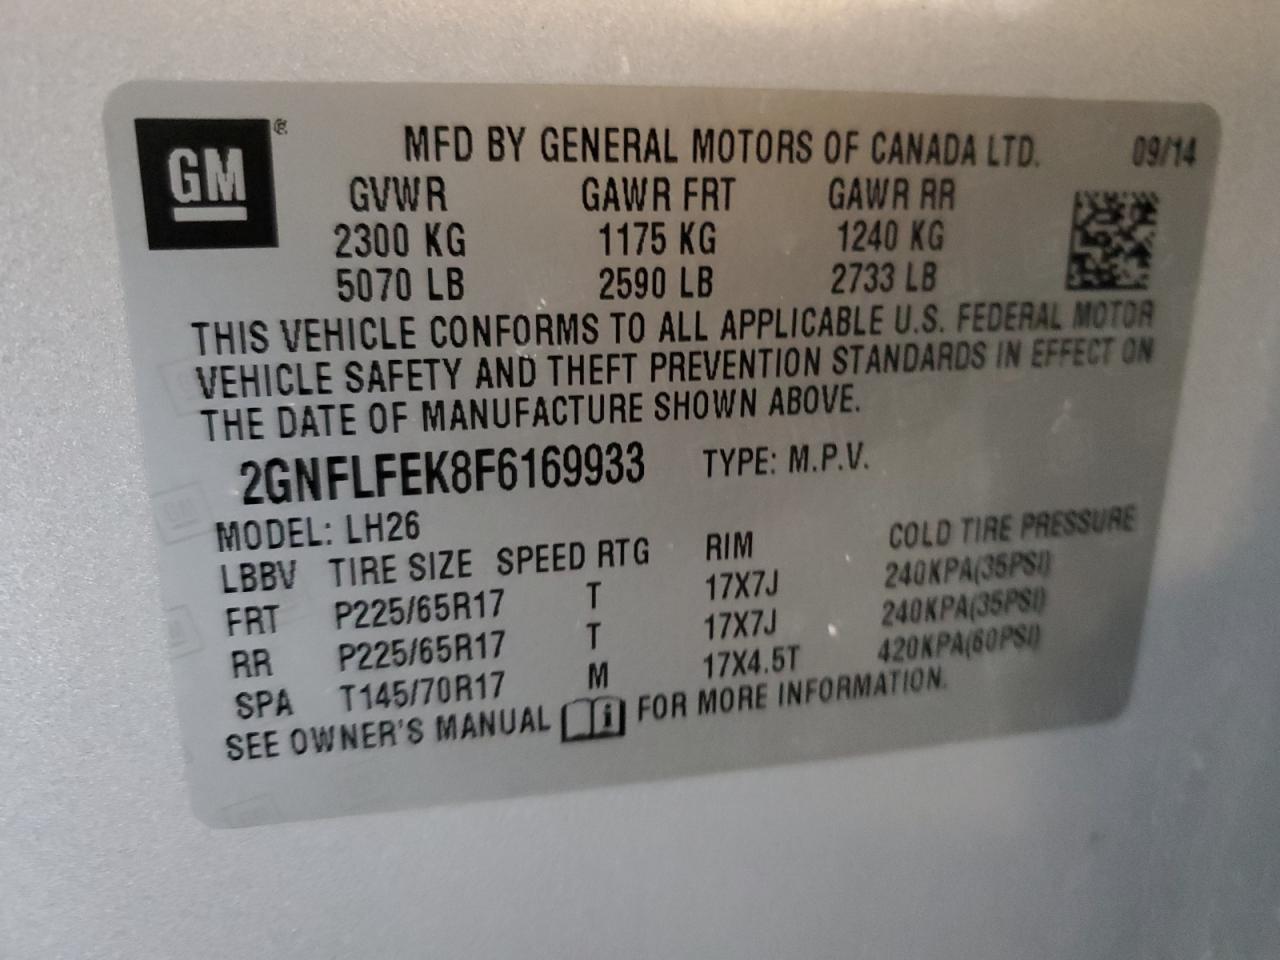 GM ® MFD BY GENERAL MOTORS OF CANADA LTD. 09/14
GVWR GAWR FRT GAWR RR
2300 KG 1175 KG 1240 KG
5070 LB 2590 LB 2733 LB
THIS VEHICLE CONFORMS TO ALL APPLICABLE U.S. FEDERAL MOTOR
VEHICLE SAFETY AND THEFT PREVENTION STANDARDS IN EFFECT ON
THE DATE OF MANUFACTURE SHOWN ABOVE.
2GNFLFEK8F6169933 TYPE: M.P.V.
MODEL: LH26
LBBV TIRE SIZE SPEED RTG RIM COLD TIRE PRESSURE
FRT P225/65R17 T 17X7J 240KPA(35PSI)
RR P225/65R17 T 17X7J 240KPA(35PSI)
SPA T145/70R17 M 17X4.5T 420KPA(60PSI)
SEE OWNER'S MANUAL i FOR MORE INFORMATION.